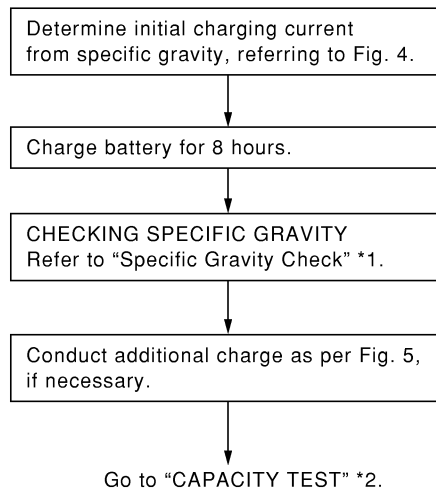 Determine initial charging current
from specific gravity, referring to Fig. 4.
Charge battery for 8 hours.
CHECKING SPECIFIC GRAVITY
Refer to “Specific Gravity Check” *1.
Conduct additional charge as per Fig. 5,
if necessary.
Go to “CAPACITY TEST” *2.